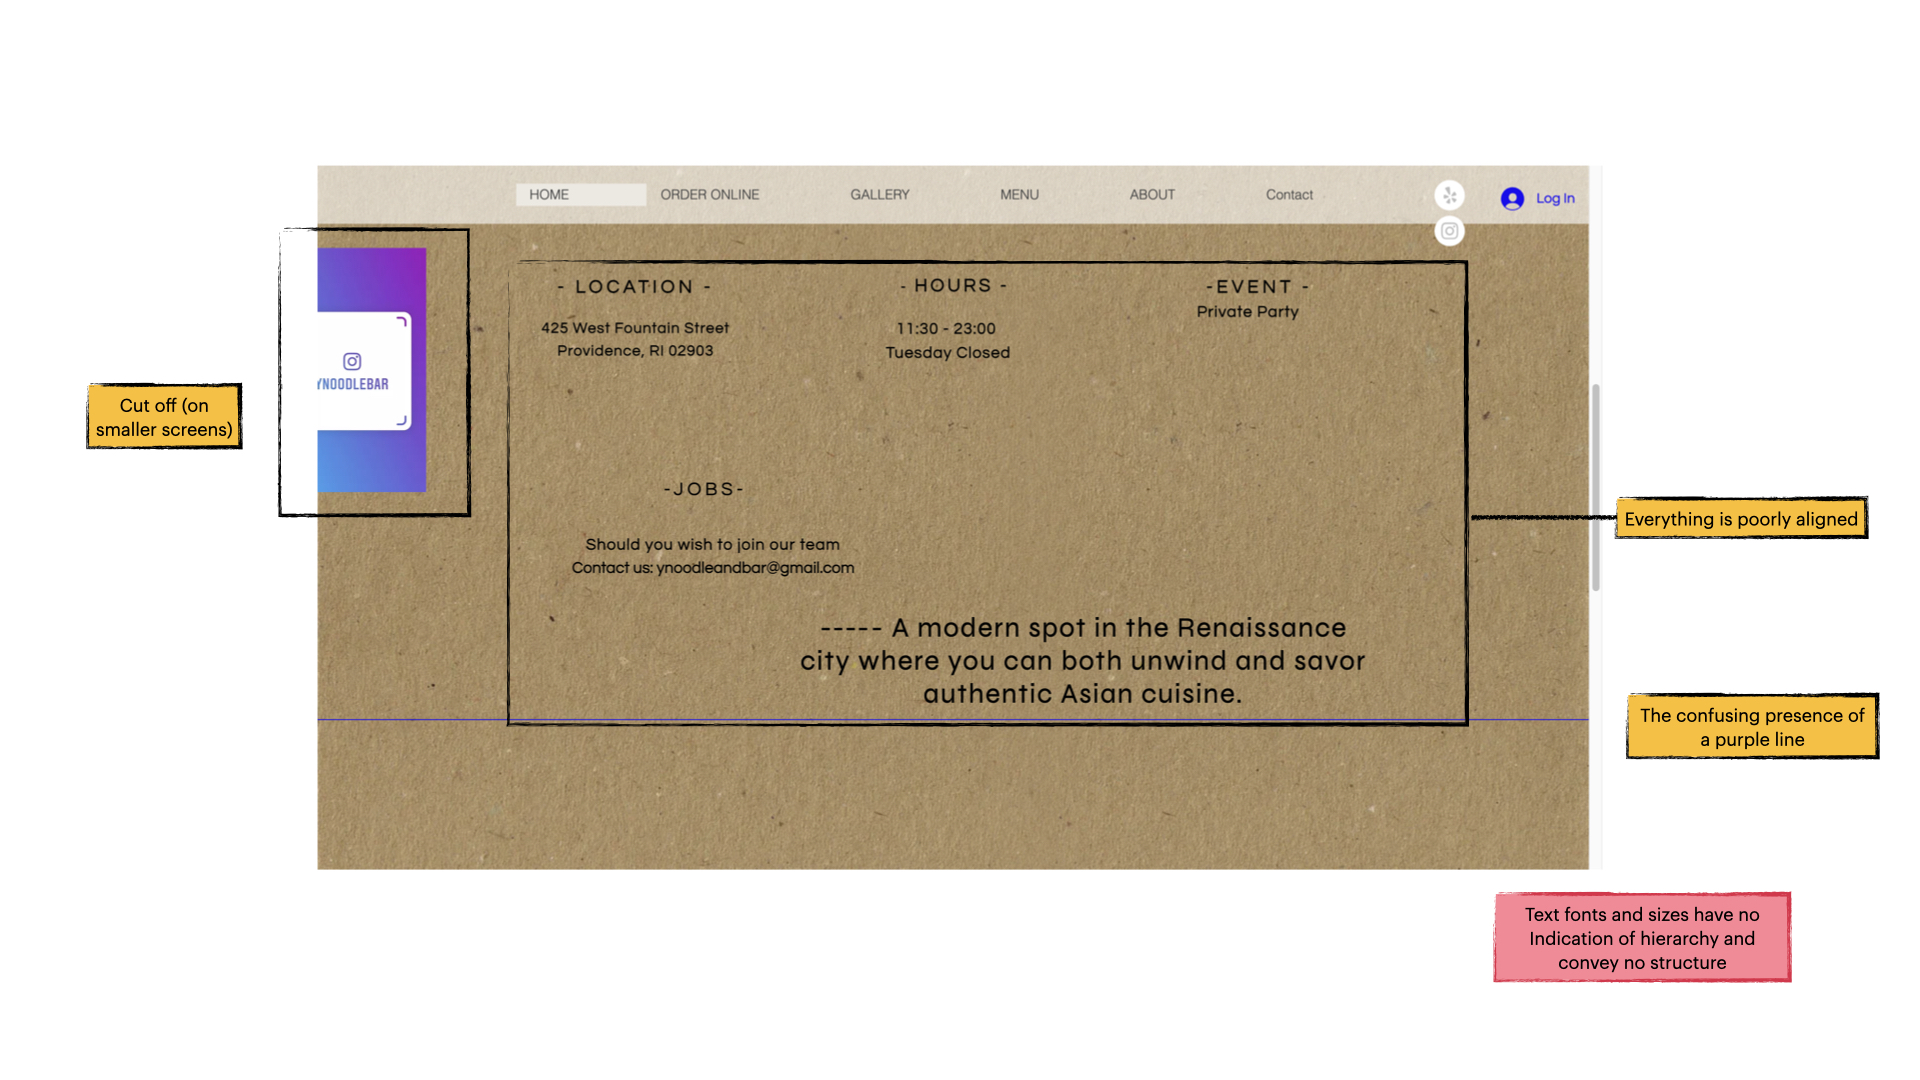 HOME
ORDER ONLINE
GALLERY
MENU
ABOUT
Contact
Log In
- LOCATION -
425 West Fountain Street
Providence, RI 02903
- HOURS -
11:30 - 23:00
Tuesday Closed
-EVENT -
Private Party
YNOODLEBAR
Cut off (on
smaller screens)
-JOBS-
Should you wish to join our team
Contact us: ynoodleandbar@gmail.com
Everything is poorly aligned
----- A modern spot in the Renaissance
city where you can both unwind and savor
authentic Asian cuisine.
The confusing presence of
a purple line
Text fonts and sizes have no
Indication of hierarchy and
convey no structure